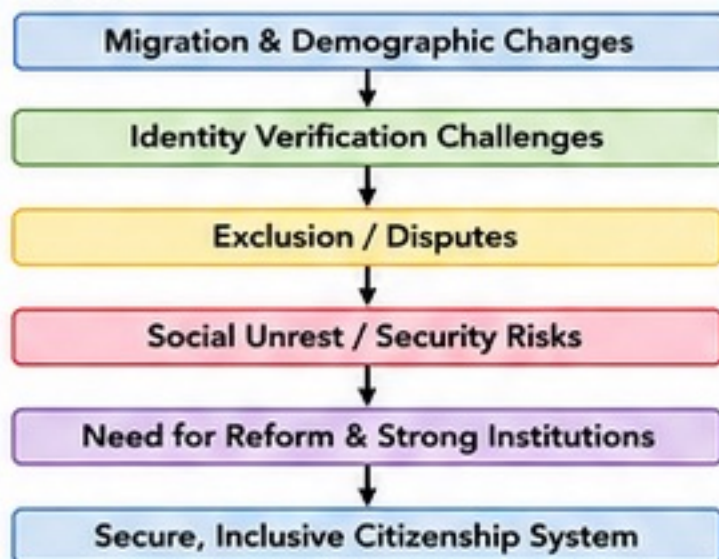 Migration & Demographic Changes
Identity Verification Challenges
Exclusion / Disputes
Social Unrest / Security Risks
Need for Reform & Strong Institutions
Secure, Inclusive Citizenship System